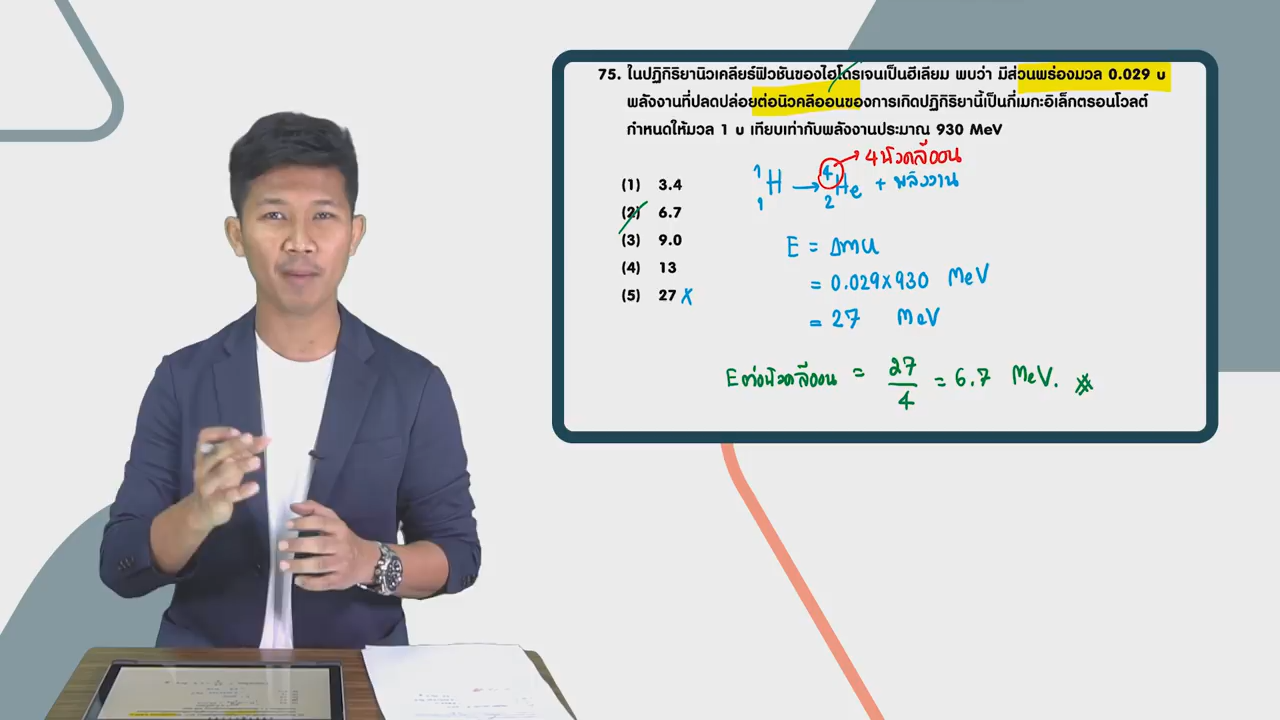 75. ในปฏิกิริยานิวเคลียร์ฟิวชันของไฮโดรเจนเป็นฮีเลียม พบว่า มีส่วนพร่องมวล 0.029 u
พลังงานที่ปลดปล่อยต่อนิวคลีออนของการเกิดปฏิกิริยานี้เป็นกี่เมกะอิเล็กตรอนโวลต์
กำหนดให้มวล 1 u เทียบเท่ากับพลังงานประมาณ 930 MeV
4 นิวคลีออน
(1) 3.4
¹₁H → ⁴₂He + พลังงาน
(2) 6.7
(3) 9.0
E = Δmu
(4) 13
= 0.029x930 MeV
(5) 27 x
= 27 MeV
E ต่อนิวคลีออน = 27/4 = 6.7 MeV.